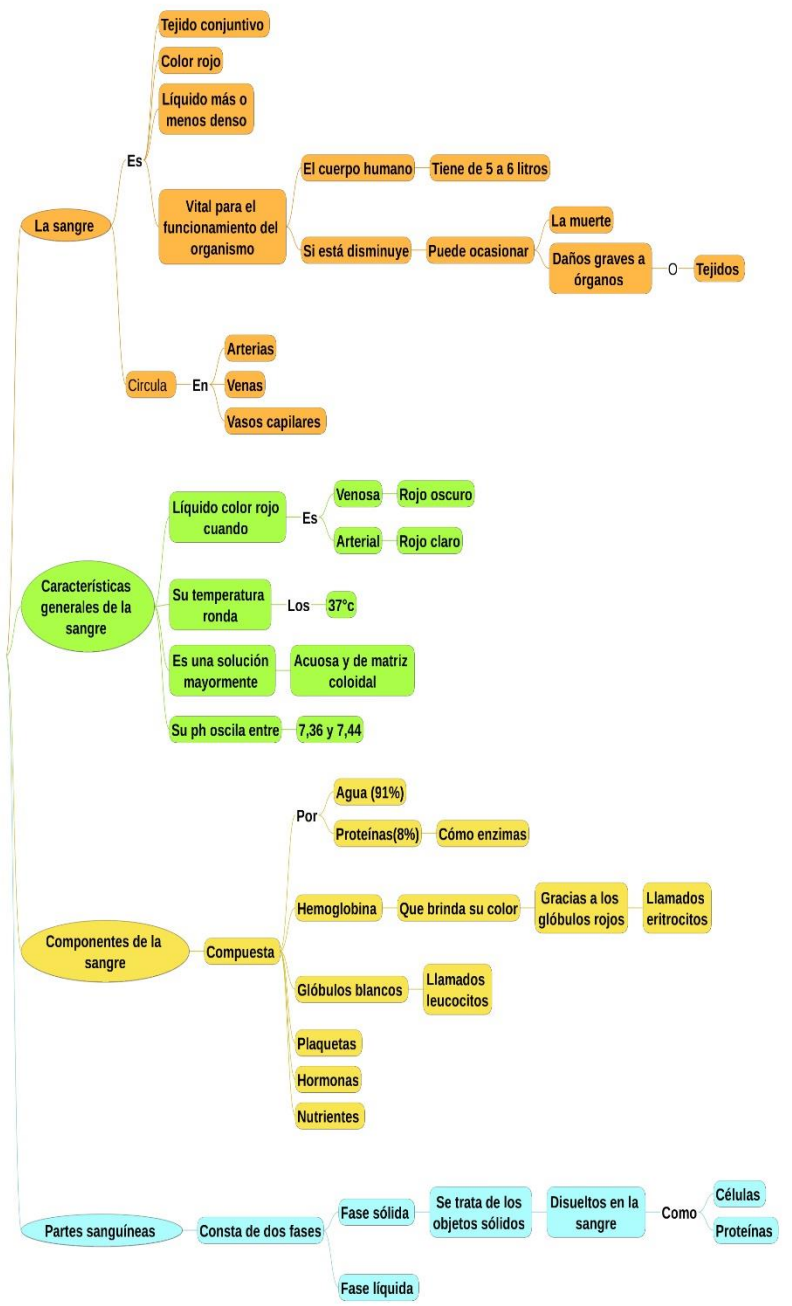 Tejido conjuntivo
Color rojo
Líquido más o
menos denso
Es
El cuerpo humano
Tiene de 5 a 6 litros
Vital para el
funcionamiento del
organismo
La sangre
La muerte
Si está disminuye
Puede ocasionar
Daños graves a
órganos
O
Tejidos
Arterias
Circula
En
Venas
Vasos capilares
Líquido color rojo
cuando
Es
Venosa
Rojo oscuro
Arterial
Rojo claro
Característicias
generales de la
sangre
Su temperatura
ronda
Los
37°c
Es una solución
mayormente
Acuosa y de matriz
coloidal
Su ph oscila entre
7,36 y 7,44
Agua (91%)
Por
Proteínas(8%)
Cómo enzimas
Hemoglobina
Que brinda su color
Gracias a los
glóbulos rojos
Llamados
eritrocitos
Componentes de la
sangre
Compuesta
Glóbulos blancos
Llamados
leucocitos
Plaquetas
Hormonas
Nutrientes
Partes sanguíneas
Consta de dos fases
Fase sólida
Se trata de los
objetos sólidos
Disueltos en la
sangre
Como
Células
Proteínas
Fase líquida